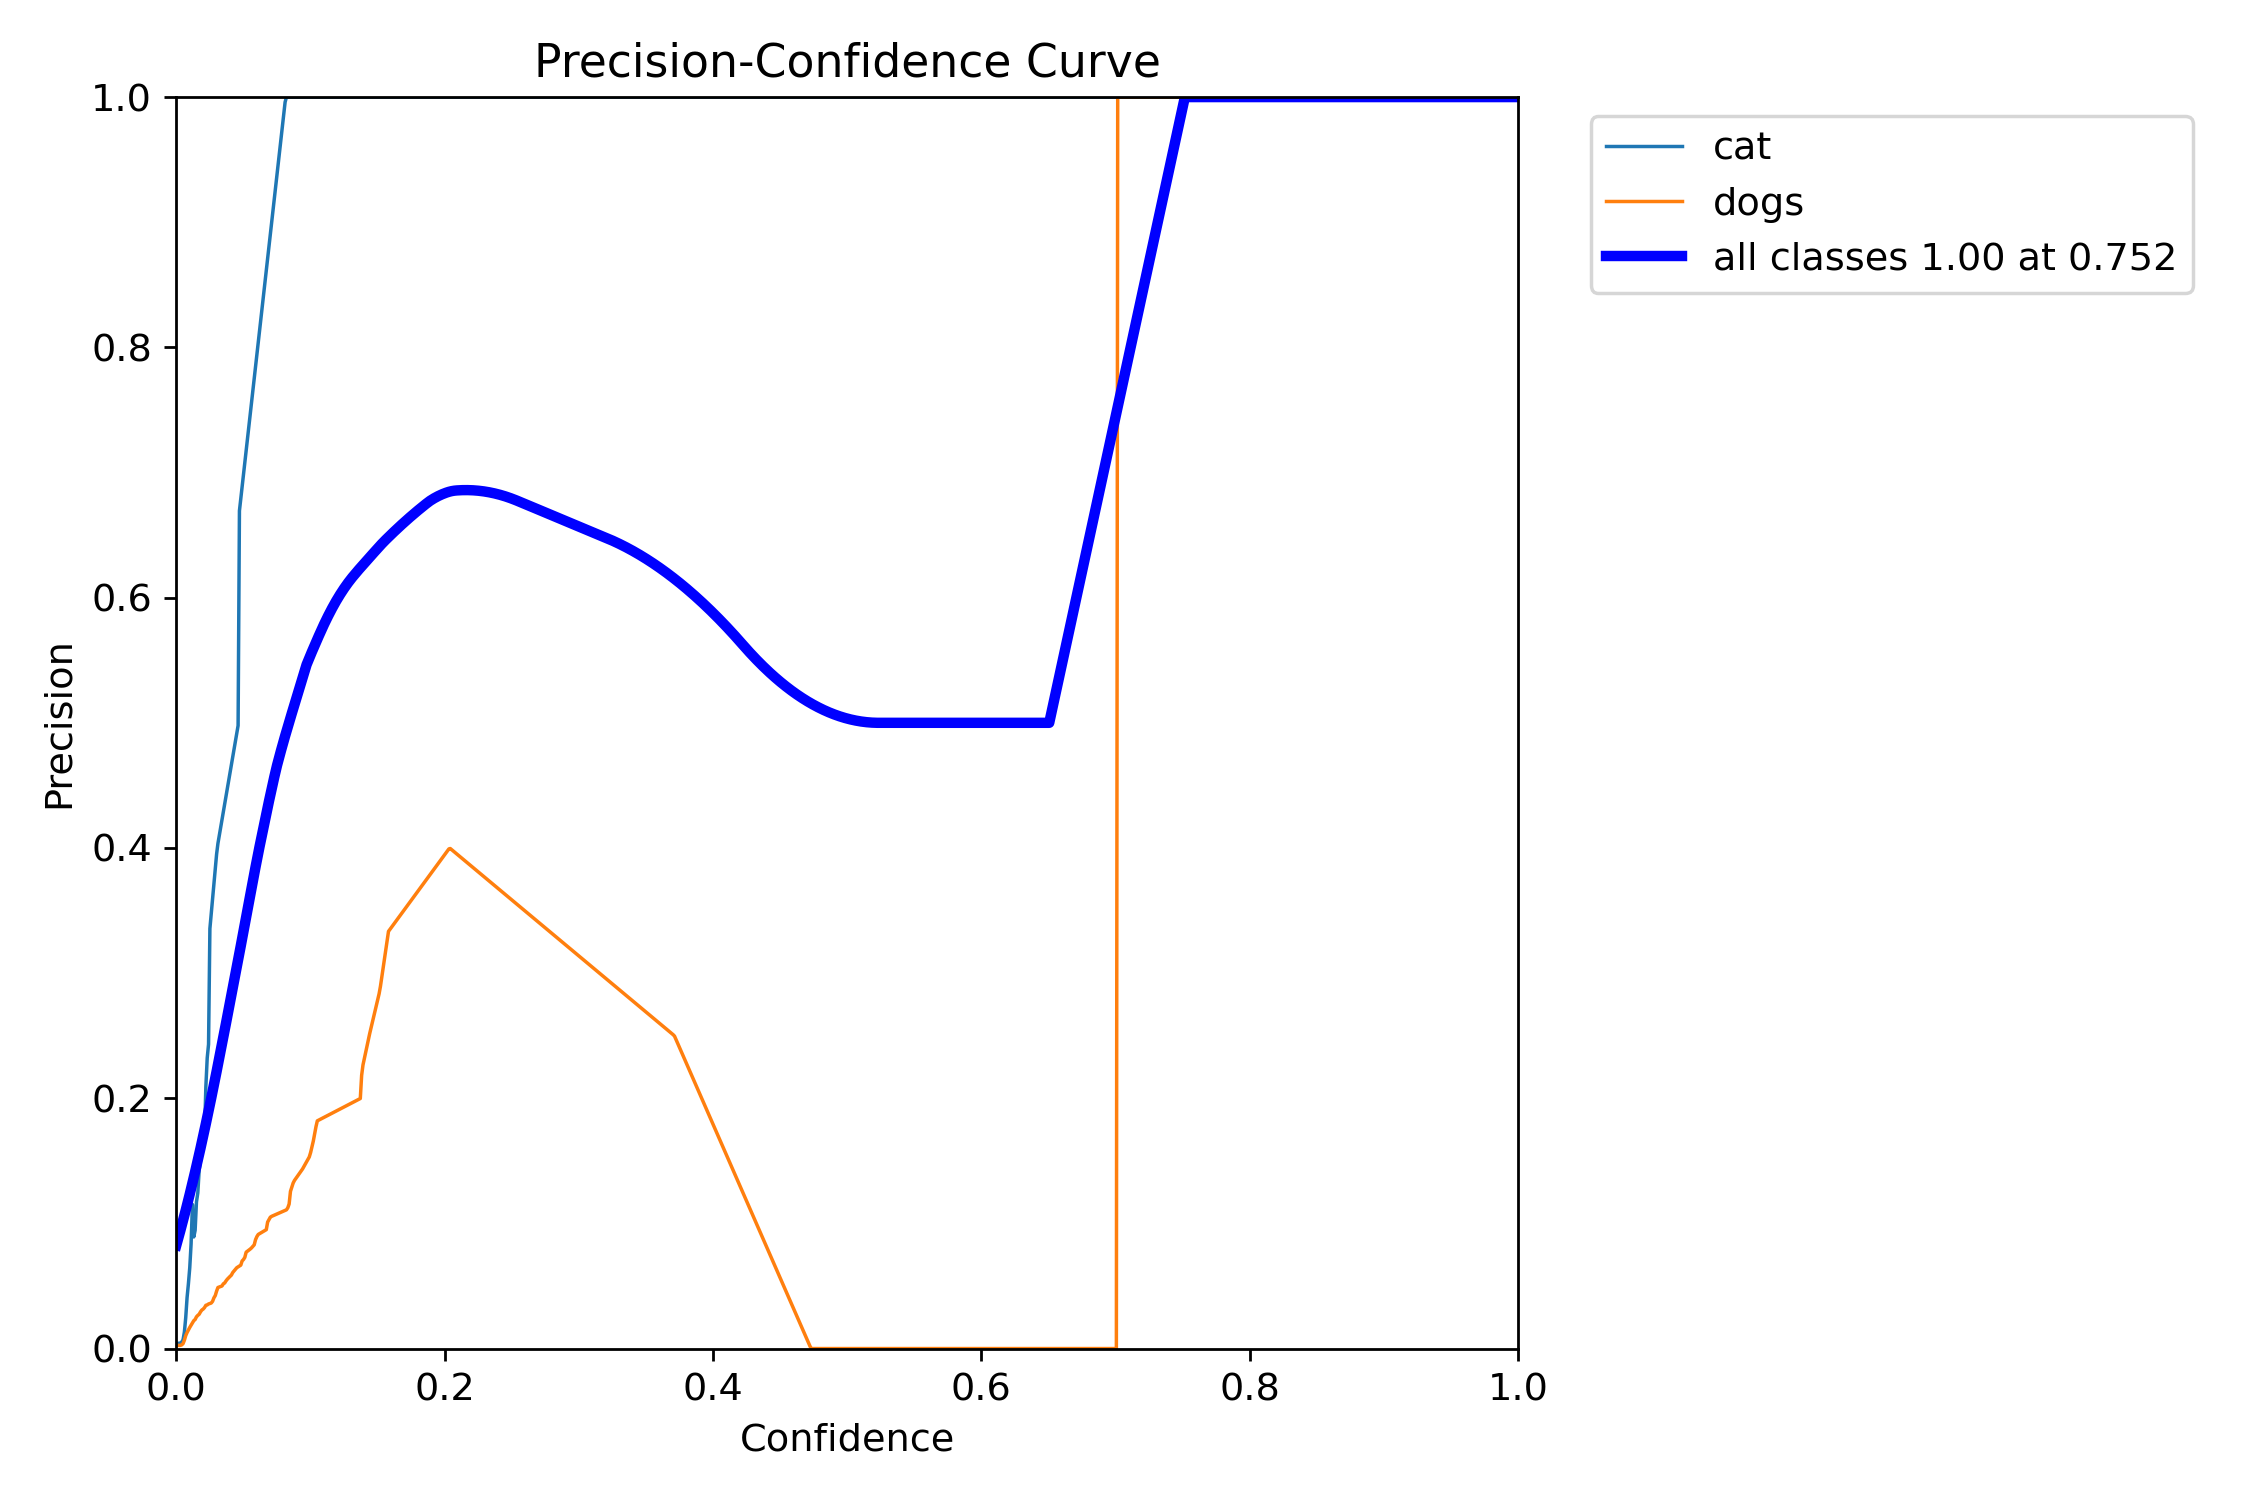 Precision-Confidence Curve
1.0
0.8
0.6
0.4
0.2
0.0
Precision
0.0 0.2 0.4 0.6 0.8 1.0
Confidence
cat
dogs
all classes 1.00 at 0.752